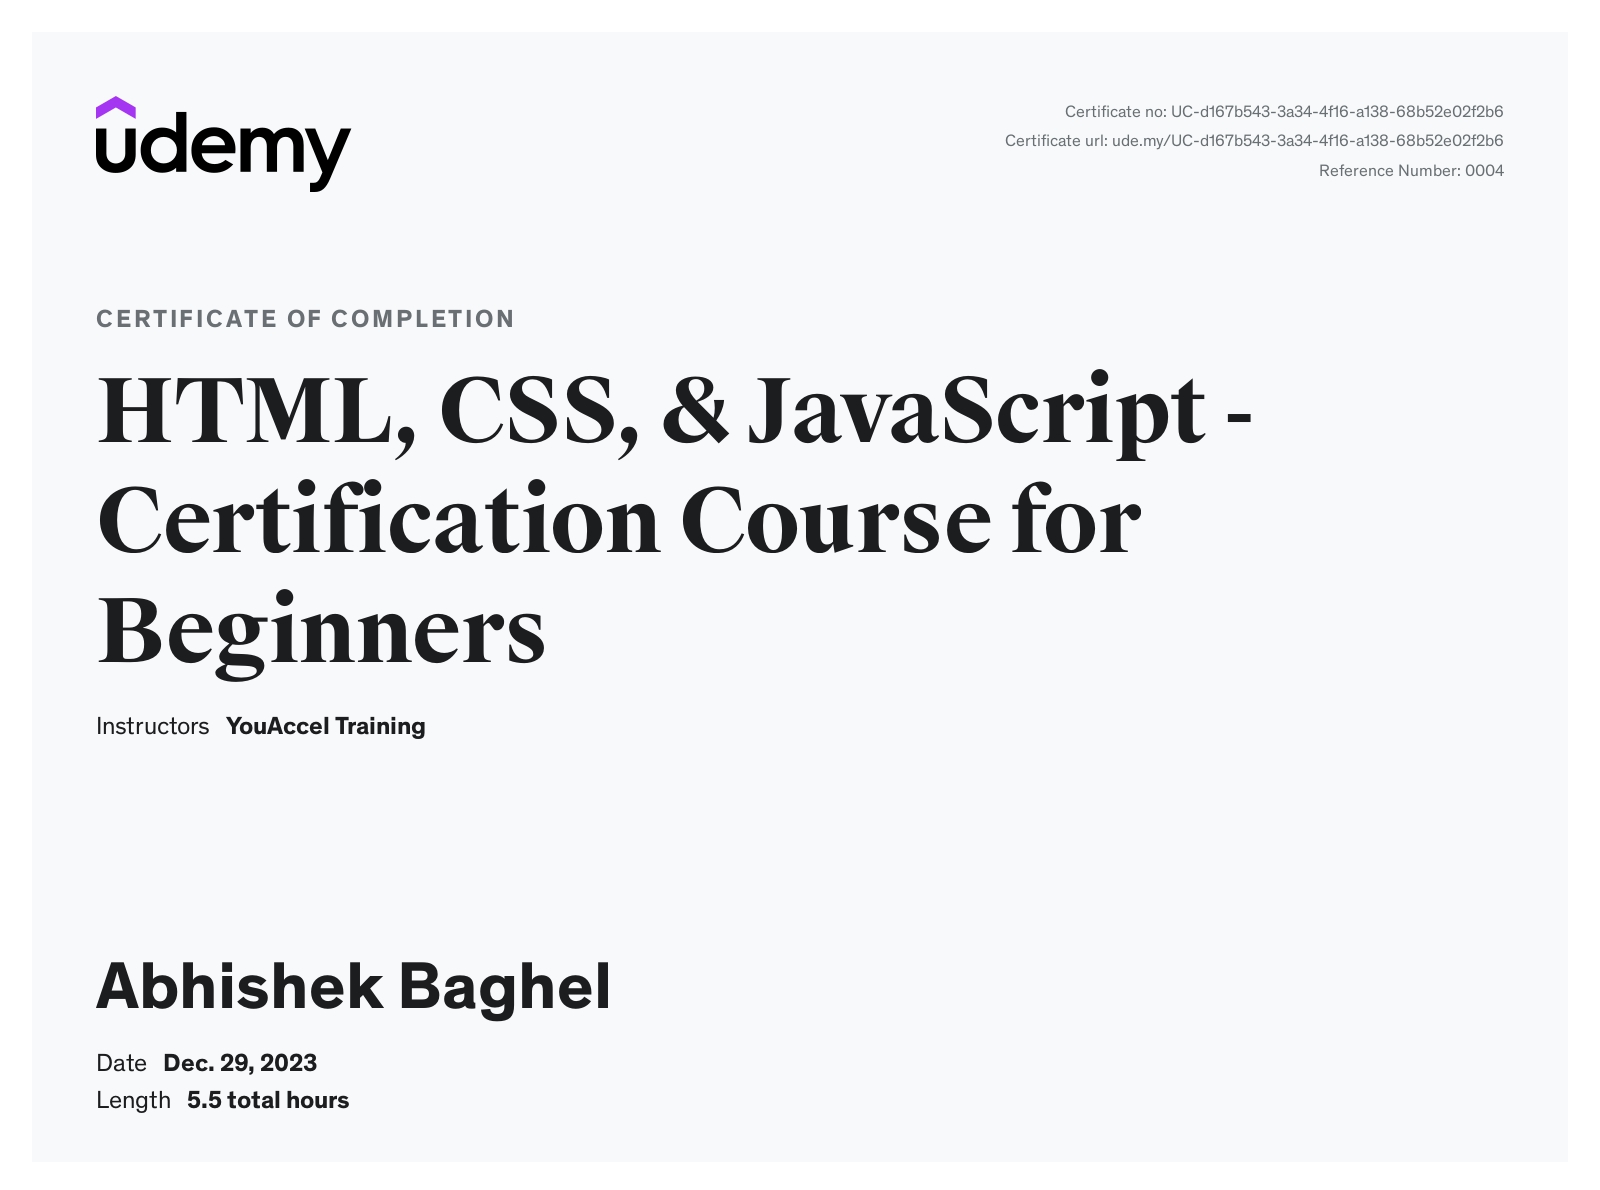 udemy
Certificate no: UC-d167b543-3a34-4f16-a138-68b52e02f2b6
Certificate url: ude.my/UC-d167b543-3a34-4f16-a138-68b52e02f2b6
Reference Number: 0004
CERTIFICATE OF COMPLETION
HTML, CSS, & JavaScript -
Certification Course for
Beginners
Instructors YouAccel Training
Abhishek Baghel
Date Dec. 29, 2023
Length 5.5 total hours